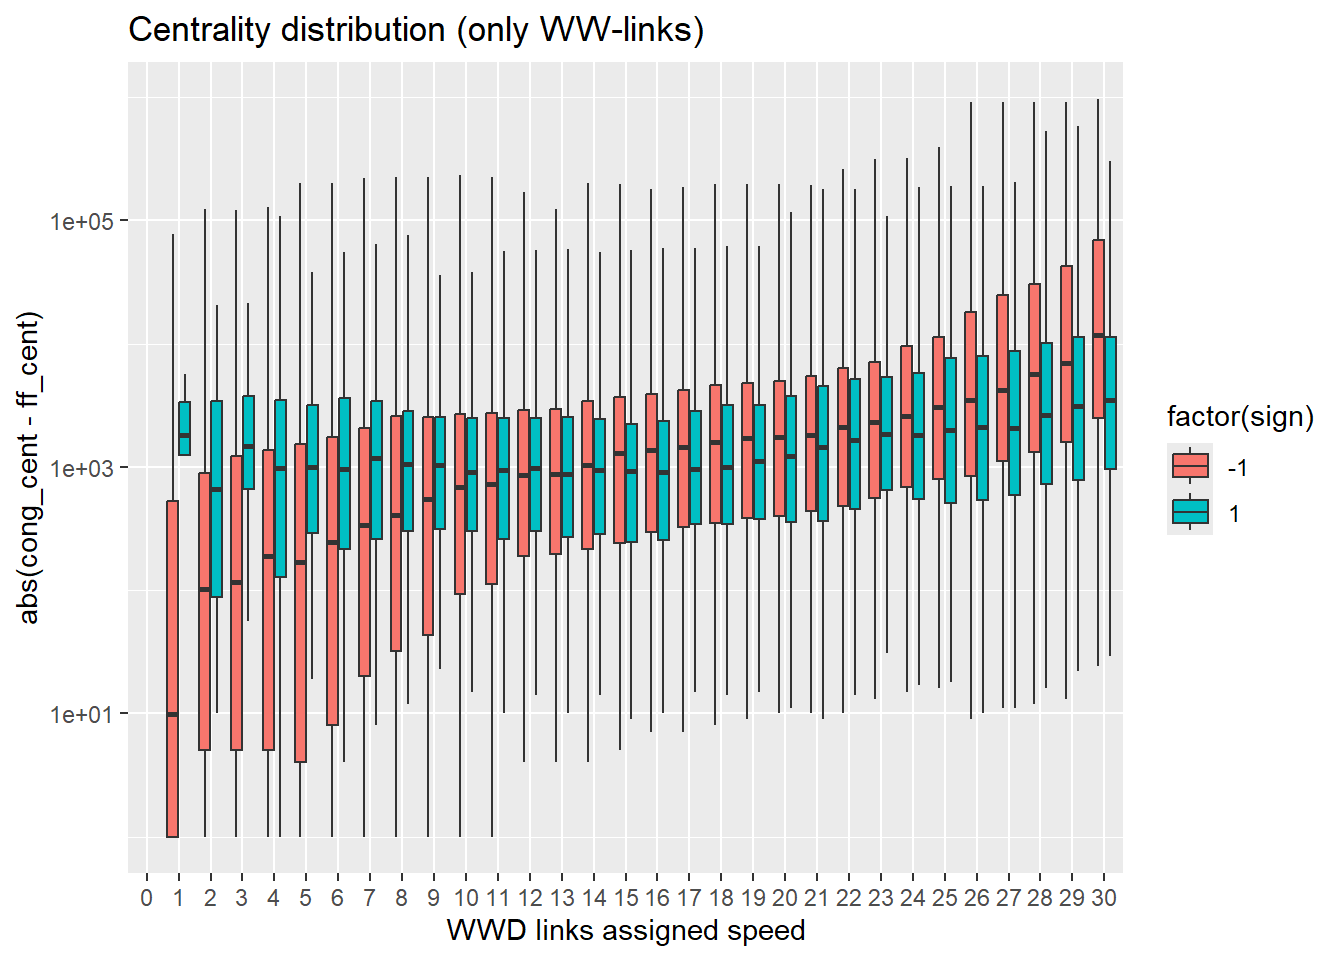 Centrality distribution (only WW-links)
abs(cong_cent - ff_cent)
1e+05
1e+03
1e+01
0 1 2 3 4 5 6 7 8 9 10 11 12 13 14 15 16 17 18 19 20 21 22 23 24 25 26 27 28 29 30
WWD links assigned speed
factor(sign)
-1
1